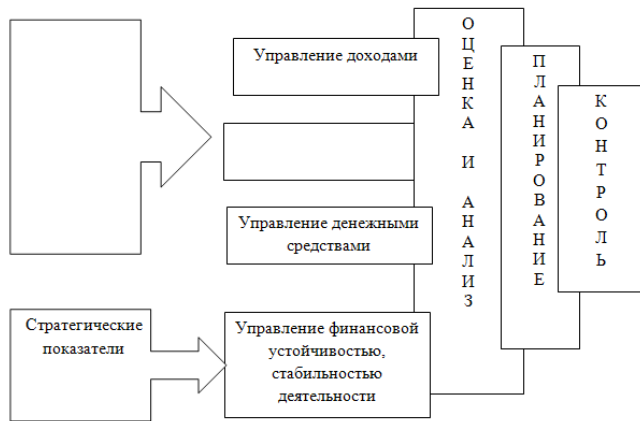 Управление доходами
Управление денежными
средствами
Стратегические
показатели
Управление финансовой
устойчивостью,
стабильностью
деятельности
ОЦЕНКА И АНАЛИЗ
ПЛАНИРОВАНИЕ
КОНТРОЛЬ